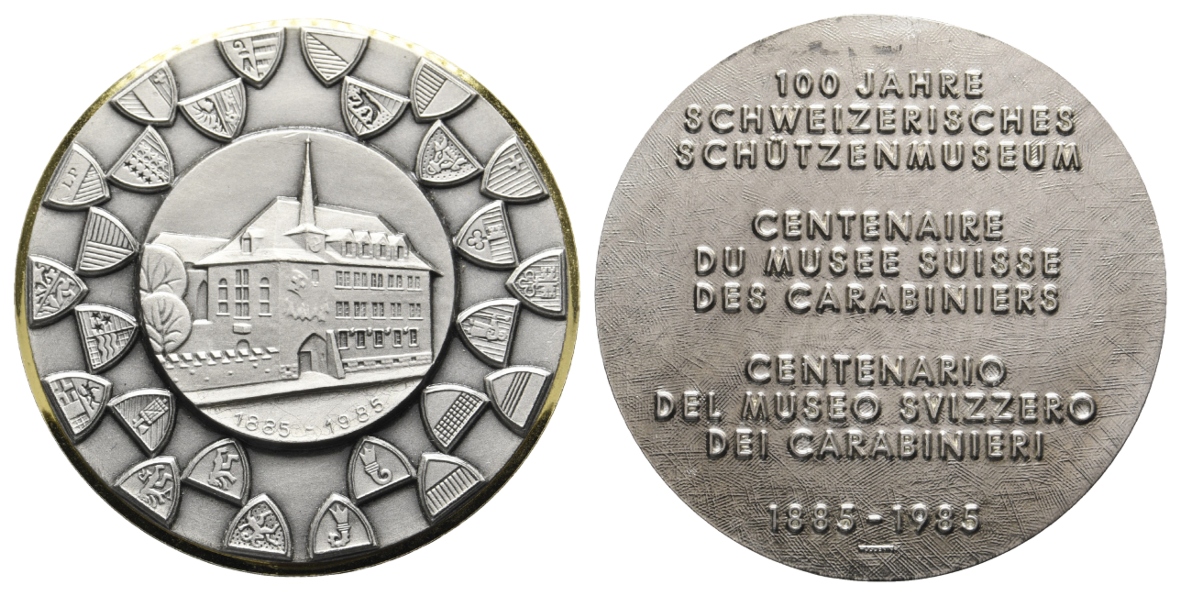 LP
1885 - 1985
100 JAHRE
SCHWEIZERISCHES
SCHÜTZENMUSEUM
CENTENAIRE
DU MUSEE SUISSE
DES CARABINIERS
CENTENARIO
DEL MUSEO SVIZZERO
DEI CARABINIERI
1885-1985